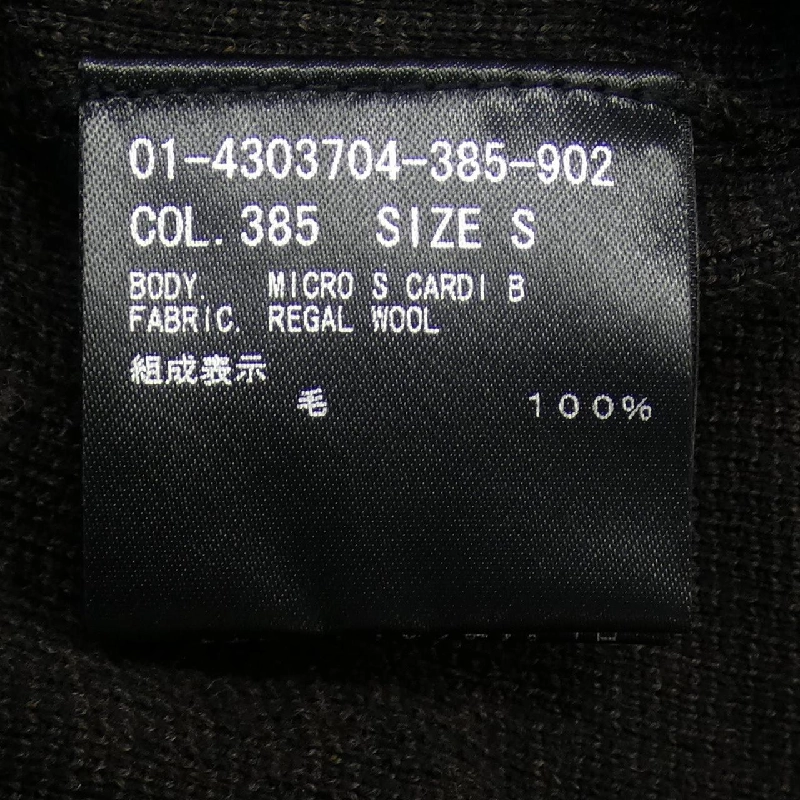 01-4303704-385-902
COL. 385 SIZE S
BODY. MICRO S CARDI B
FABRIC. REGAL WOOL
組成表示
毛 100%